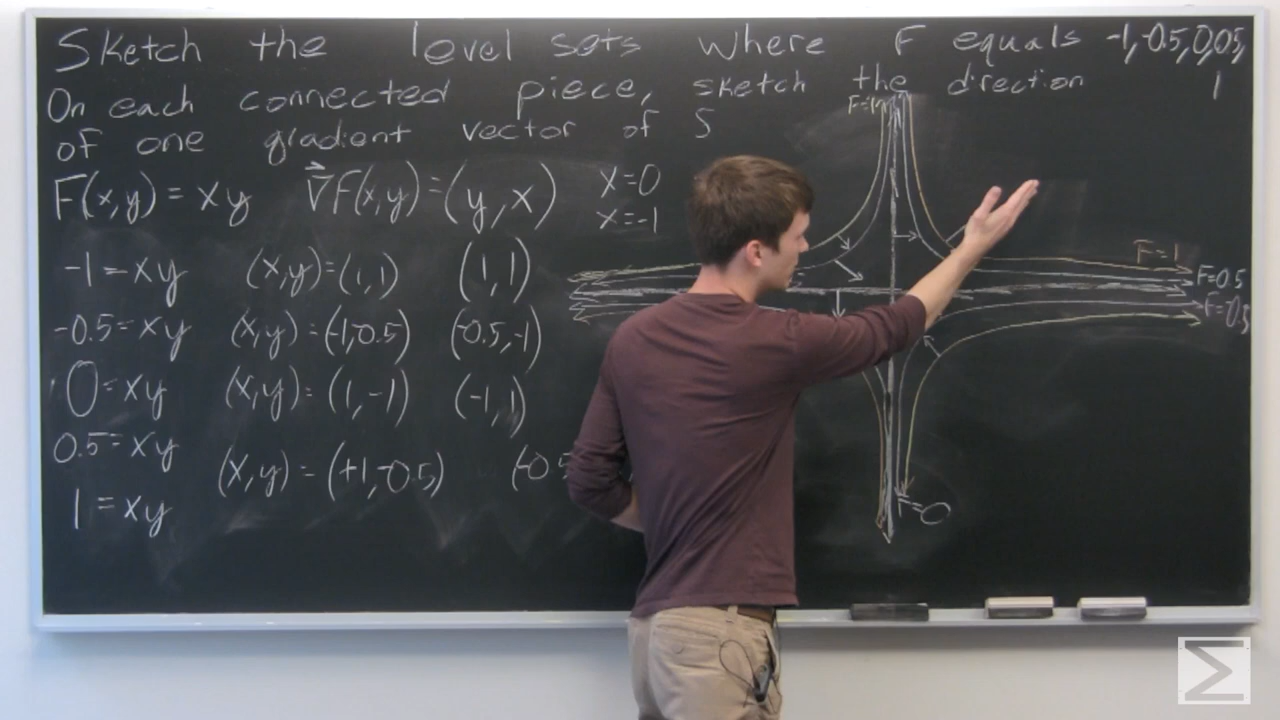 Sketch the level sets where F equals -1,-0.5,0,0.5,
1
On each connected piece, sketch the direction
of one gradient vector of S
F(x,y)=xy ∇F(x,y)=(y,x) x=0
x=-1
-1=xy (x,y)=(1,1) (1,1)
-0.5=xy (x,y)=(-1,-0.5) (-0.5,-1)
0=xy (x,y)=(1,-1) (-1,1)
0.5=xy (x,y)=(+1,-0.5) (-0.5
1=xy
F=1
F=0.5
F=-0.5
F=0